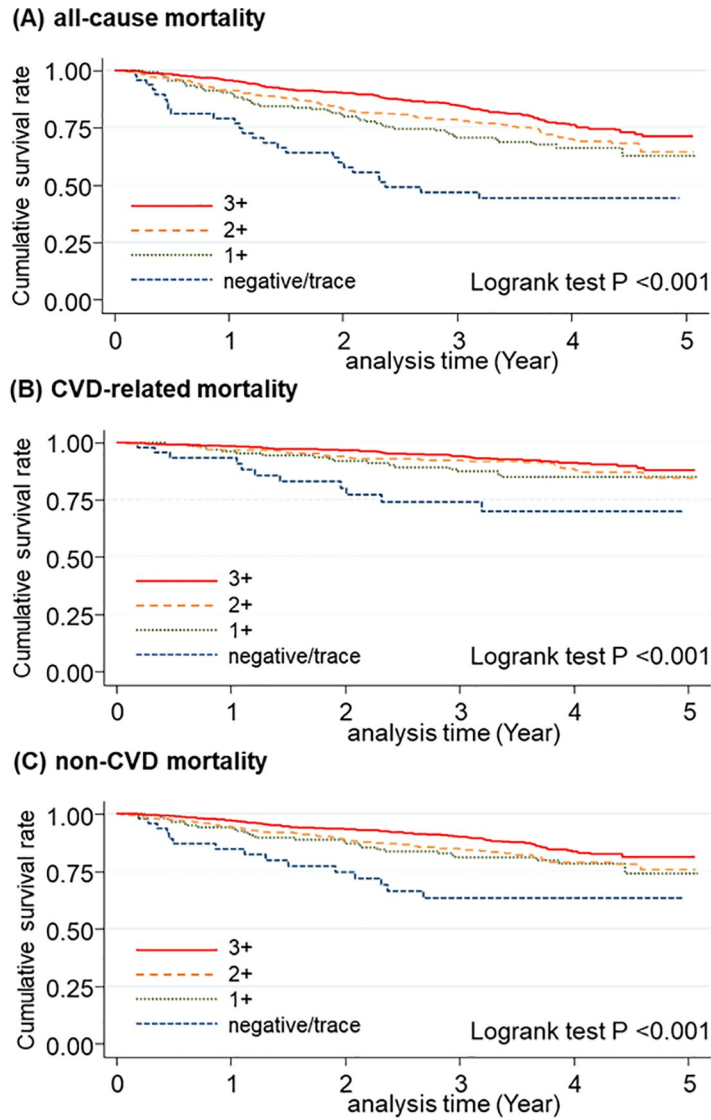 (A) all-cause mortality
Cumulative survival rate
1.00
0.75
0.50
0.25
0.00
3+
2+
1+
negative/trace
Logrank test P <0.001
0 1 2 3 4 5
analysis time (Year)
(B) CVD-related mortality
Cumulative survival rate
1.00
0.75
0.50
0.25
0.00
3+
2+
1+
negative/trace
Logrank test P <0.001
0 1 2 3 4 5
analysis time (Year)
(C) non-CVD mortality
Cumulative survival rate
1.00
0.75
0.50
0.25
0.00
3+
2+
1+
negative/trace
Logrank test P <0.001
0 1 2 3 4 5
analysis time (Year)